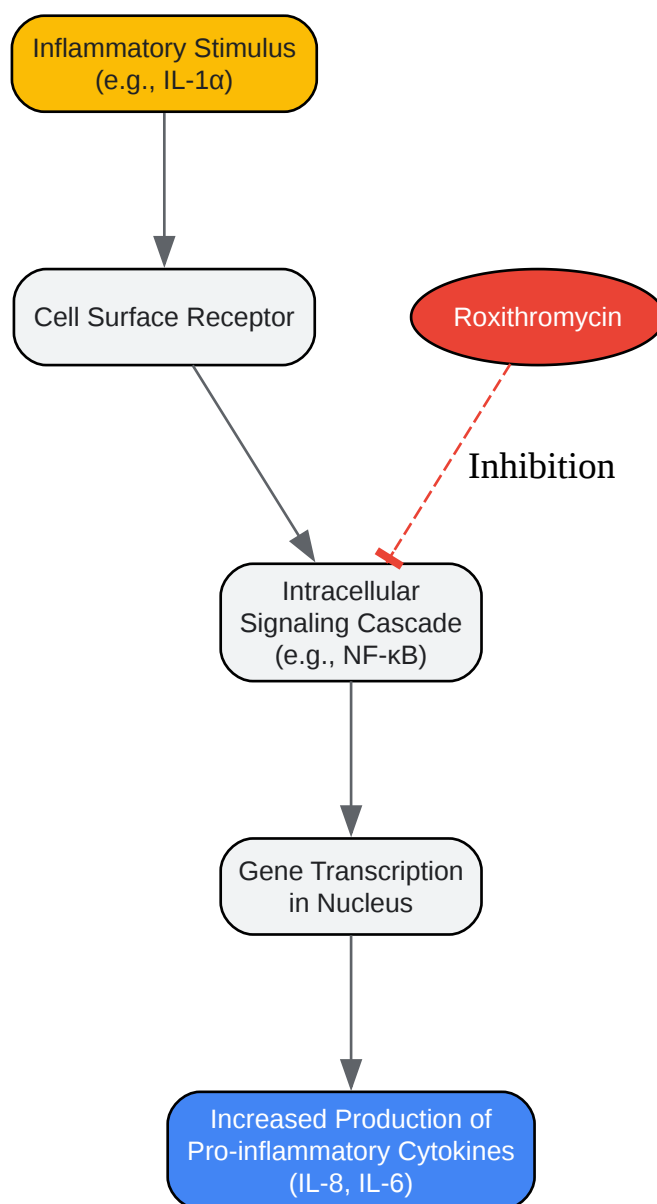 Inflammatory Stimulus
(e.g., IL-1α)
Cell Surface Receptor
Roxithromycin
Inhibition
Intracellular
Signaling Cascade
(e.g., NF-κB)
Gene Transcription
in Nucleus
Increased Production of
Pro-inflammatory Cytokines
(IL-8, IL-6)